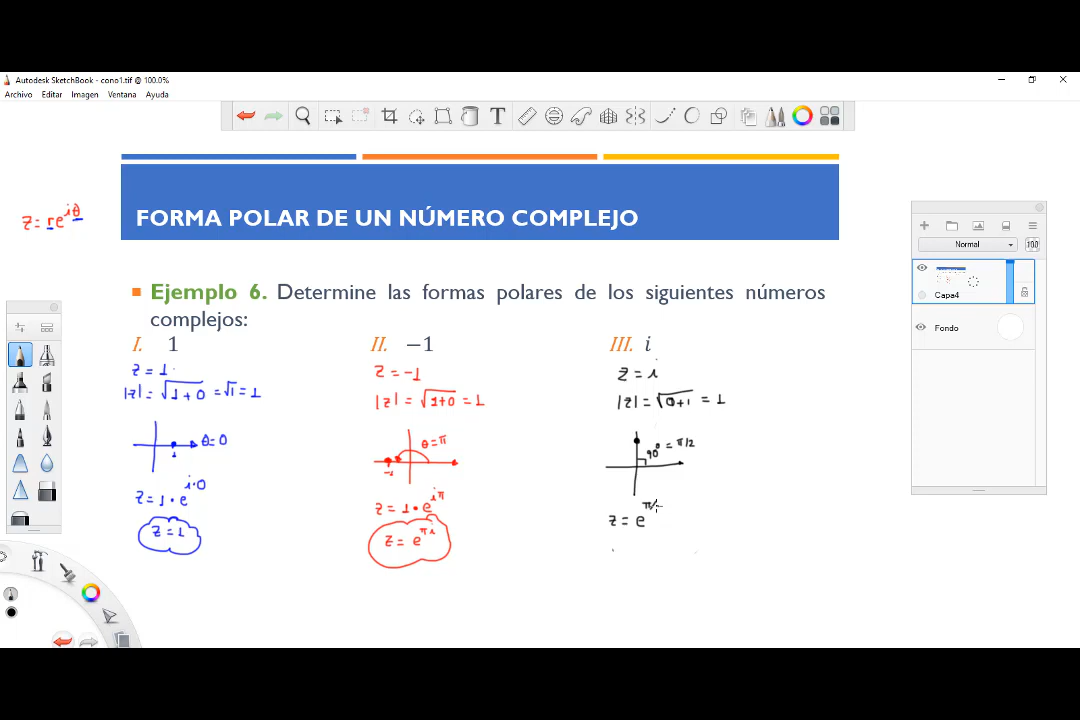 Autodesk SketchBook - cono1.tif @ 100.0%
Archivo Editar Imagen Ventana Ayuda
z = re^{iθ}
FORMA POLAR DE UN NÚMERO COMPLEJO
Normal
100
Capa4
Fondo
Ejemplo 6. Determine las formas polares de los siguientes números
complejos:
I. 1
z = 1
|z| = √1+0 = √1 = 1
θ=0
1
z = 1 · e^{i·0}
z = 1
II. −1
z = -1
|z| = √1+0 = 1
θ=π
-1
z = 1 · e^{iπ}
z = e^{πi}
III. i
z = i
|z| = √0+1 = 1
90° = π/2
z = e^{π/